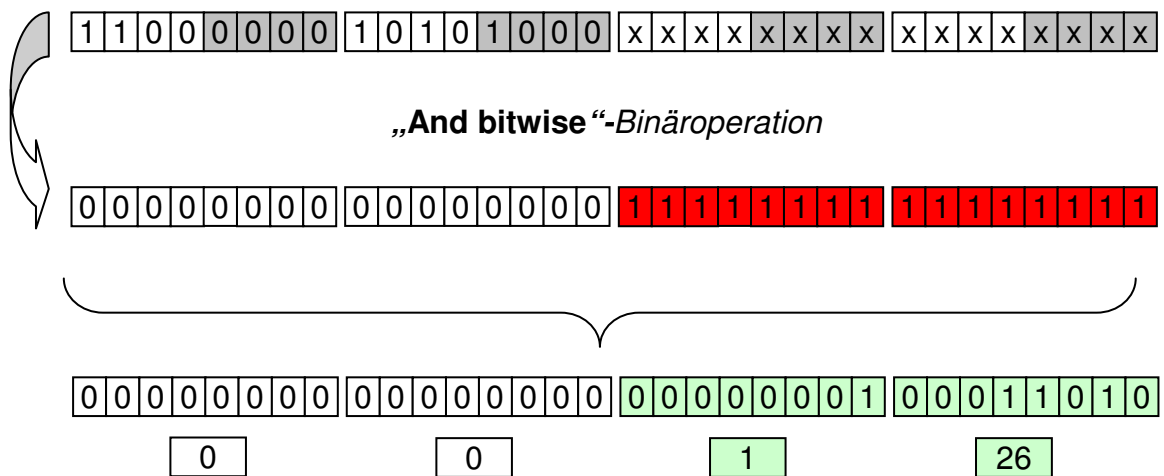 1 1 0 0 0 0 0 0 1 0 1 0 1 0 0 0 x x x x x x x x x x x x x x x x
„And bitwise“-Binäroperation
0 0 0 0 0 0 0 0 0 0 0 0 0 0 0 0 1 1 1 1 1 1 1 1 1 1 1 1 1 1 1 1
0 0 0 0 0 0 0 0 0 0 0 0 0 0 0 0 0 0 0 0 0 0 0 1 0 0 0 1 1 0 1 0
0 0 1 26